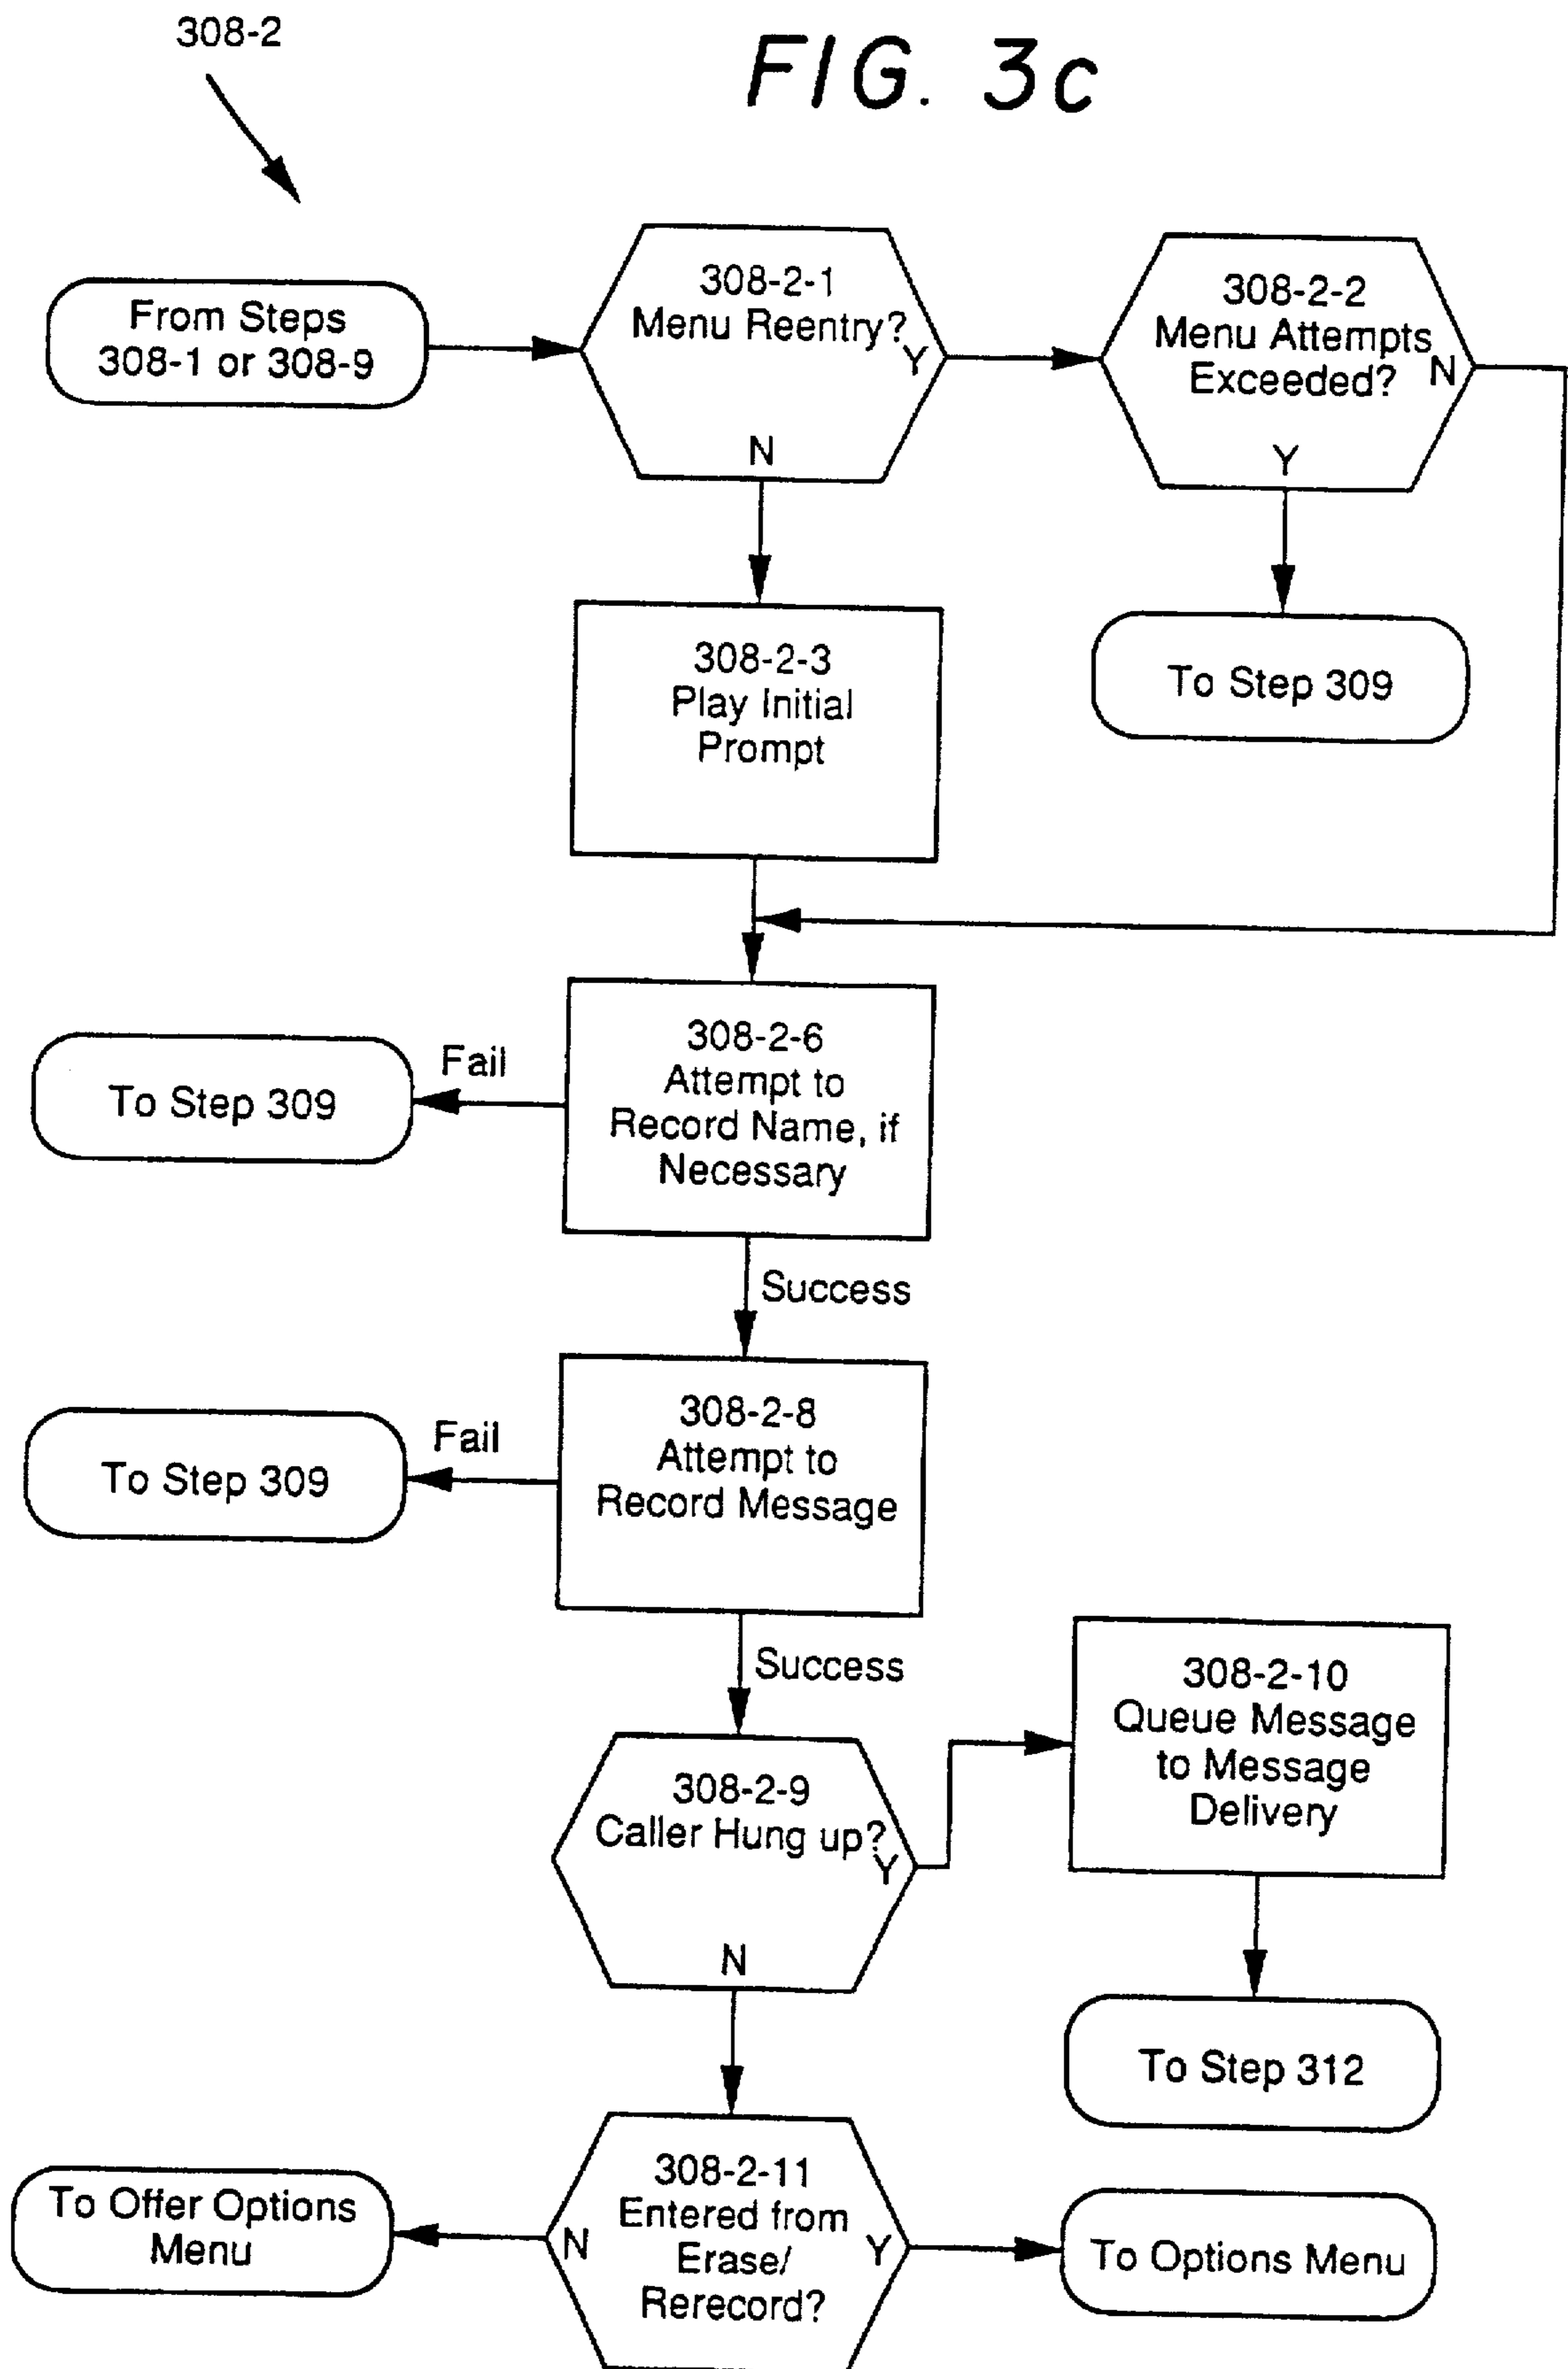 308-2
FIG. 3c
From Steps
308-1 or 308-9
308-2-1
Menu Reentry?
Y
N
308-2-2
Menu Attempts
Exceeded?
N
Y
308-2-3
Play Initial
Prompt
To Step 309
308-2-6
Attempt to
Record Name, if
Necessary
Fail
To Step 309
Success
308-2-8
Attempt to
Record Message
Fail
To Step 309
Success
308-2-9
Caller Hung up?
Y
N
308-2-10
Queue Message
to Message
Delivery
To Step 312
308-2-11
Entered from
Erase/
Rerecord?
N
Y
To Offer Options
Menu
To Options Menu